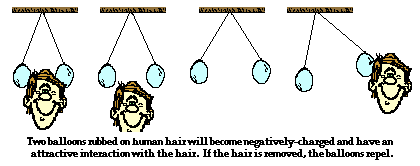 Two balloons rubbed on human hair will become negatively-charged and have an
attractive interaction with the hair. If the hair is removed, the balloons repel.